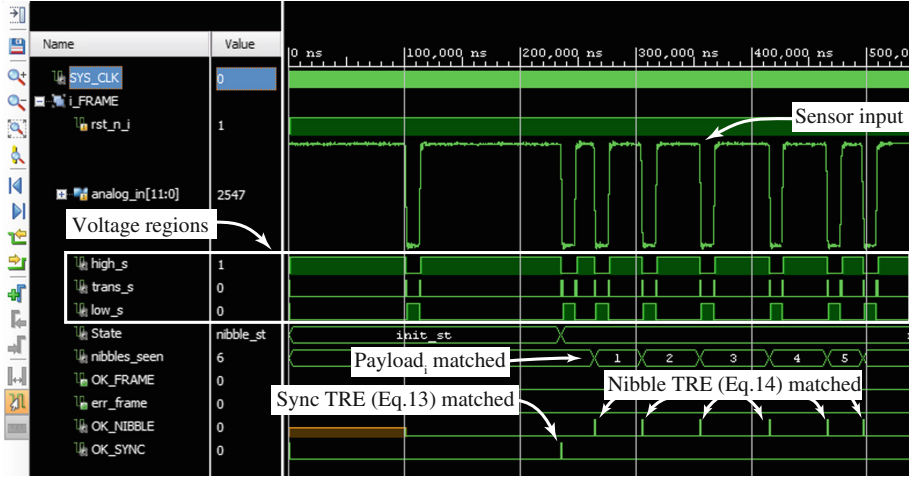 Name Value
0 ns 100,000 ns 200,000 ns 300,000 ns 400,000 ns 500,0
SYS_CLK 0
i_FRAME
rst_n_i 1
Sensor input
analog_in[11:0] 2547
Voltage regions
high_s 1
trans_s 0
low_s 0
State nibble_st init_st
nibbles_seen 6 Payload_i matched 1 2 3 4 5
OK_FRAME 0
Nibble TRE (Eq.14) matched
err_frame 0
Sync TRE (Eq.13) matched
OK_NIBBLE 0
OK_SYNC 0